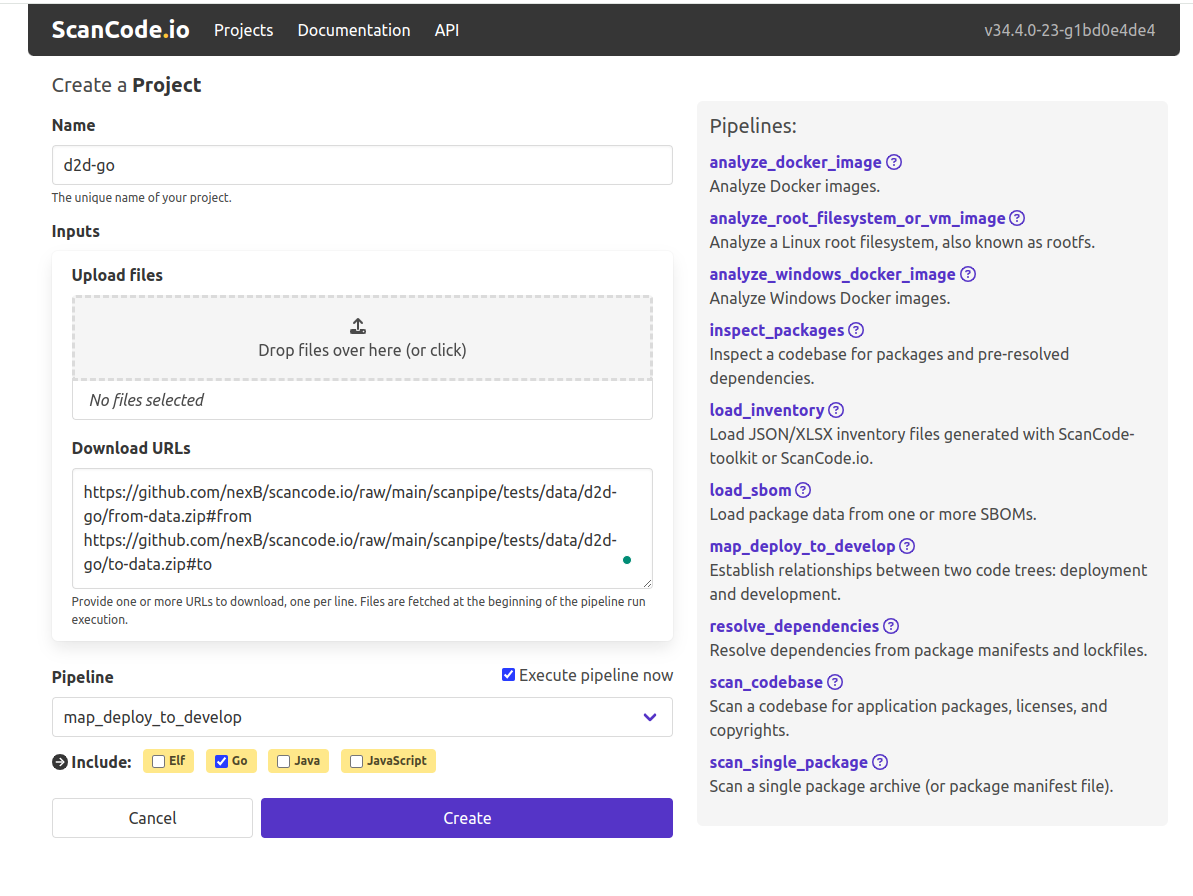 ScanCode.io Projects Documentation API v34.4.0-23-g1bd0e4de4
Create a Project
Name
d2d-go
The unique name of your project.
Inputs
Upload files
Drop files over here (or click)
No files selected
Download URLs
https://github.com/nexB/scancode.io/raw/main/scanpipe/tests/data/d2d-
go/from-data.zip#from
https://github.com/nexB/scancode.io/raw/main/scanpipe/tests/data/d2d-
go/to-data.zip#to
Provide one or more URLs to download, one per line. Files are fetched at the beginning of the pipeline run
execution.
Pipeline
Execute pipeline now
map_deploy_to_develop
Include: Elf Go Java JavaScript
Cancel Create
Pipelines:
analyze_docker_image
Analyze Docker images.
analyze_root_filesystem_or_vm_image
Analyze a Linux root filesystem, also known as rootfs.
analyze_windows_docker_image
Analyze Windows Docker images.
inspect_packages
Inspect a codebase for packages and pre-resolved
dependencies.
load_inventory
Load JSON/XLSX inventory files generated with ScanCode-
toolkit or ScanCode.io.
load_sbom
Load package data from one or more SBOMs.
map_deploy_to_develop
Establish relationships between two code trees: deployment
and development.
resolve_dependencies
Resolve dependencies from package manifests and lockfiles.
scan_codebase
Scan a codebase for application packages, licenses, and
copyrights.
scan_single_package
Scan a single package archive (or package manifest file).